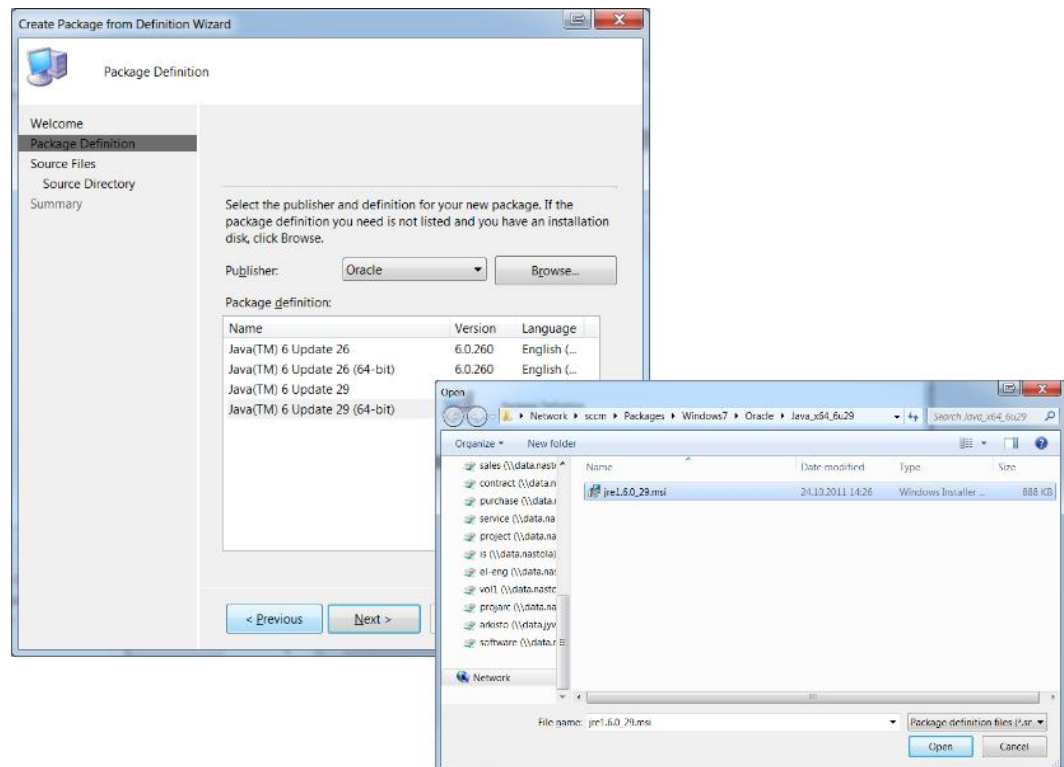 Create Package from Definition Wizard
Package Definition
Welcome
Package Definition
Source Files
Source Directory
Summary
Select the publisher and definition for your new package. If the
package definition you need is not listed and you have an installation
disk, click Browse.
Publisher: Oracle Browse...
Package definition:
Name Version Language
Java(TM) 6 Update 26 6.0.260 English (...
Java(TM) 6 Update 26 (64-bit) 6.0.260 English (...
Java(TM) 6 Update 29
Java(TM) 6 Update 29 (64-bit)
< Previous Next >
Open
Network ▸ sccm ▸ Packages ▸ Windows7 ▸ Oracle ▸ Java_x64_6u29 Search Java_x64_6u29
Organize New folder
Name Date modified Type Size
jre1.6.0_29.msi 24.10.2011 14:26 Windows Installer ... 888 KB
sales (\\data.nast
contract (\\data.n
purchase (\\data.
service (\\data.na
project (\\data.na
is (\\data.nastola)
el-eng (\\data.nas
vol1 (\\data.nasto
projarc (\\data.na
arkisto (\\data.jyv
software (\\data.r
Network
File name: jre1.6.0_29.msi Package definition files (*.sr
Open Cancel